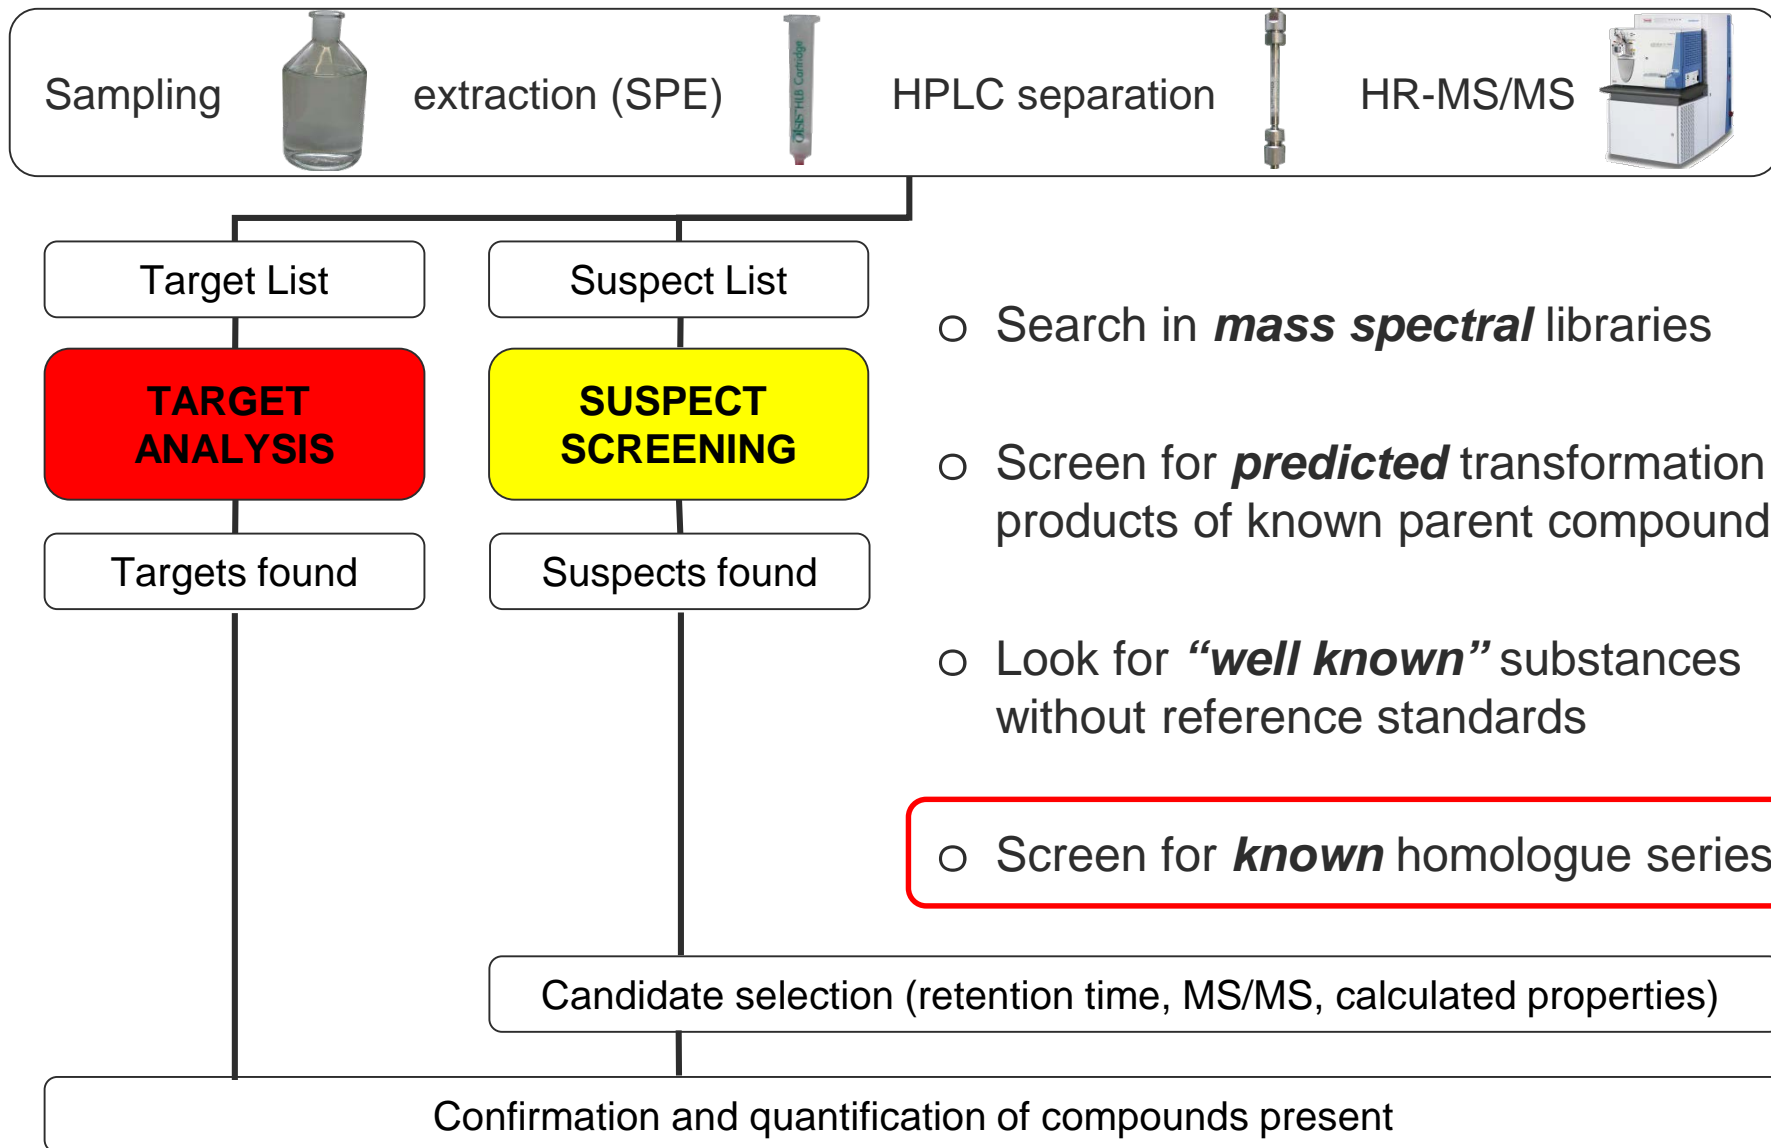 Sampling extraction (SPE) HPLC separation HR-MS/MS
Oasis HLB Cartridge
Target List
Suspect List
TARGET
ANALYSIS
SUSPECT
SCREENING
Targets found
Suspects found
o Search in mass spectral libraries
o Screen for predicted transformation
products of known parent compound
o Look for “well known” substances
without reference standards
o Screen for known homologue series
Candidate selection (retention time, MS/MS, calculated properties)
Confirmation and quantification of compounds present